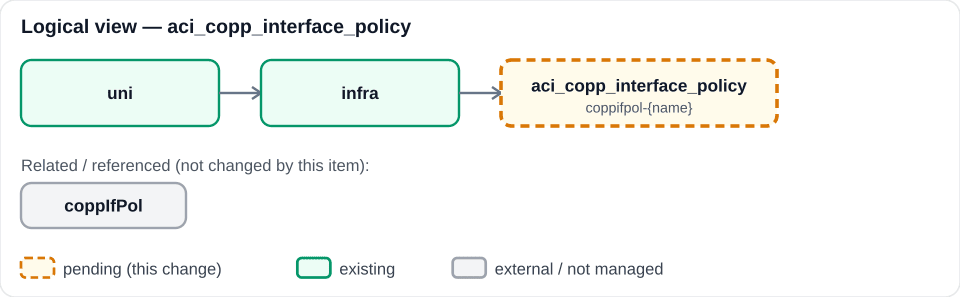 Logical view — aci_copp_interface_policy
uni
infra
aci_copp_interface_policy
coppifpol-{name}
Related / referenced (not changed by this item):
coppIfPol
pending (this change)
existing
external / not managed